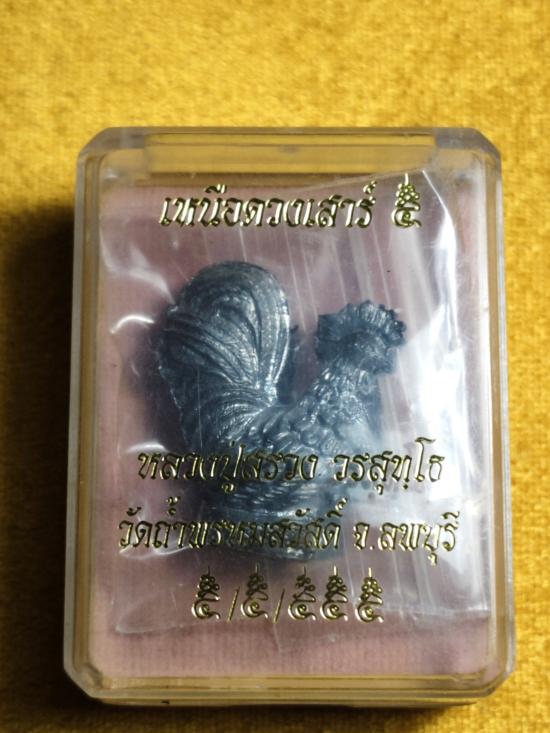 เหนือดวงเสาร์ ๕
หลวงปู่สรวง วรสุทฺโธ
วัดถ้ำพรหมสวัสดิ์ จ.ลพบุรี
๕/๕/๕๕๕